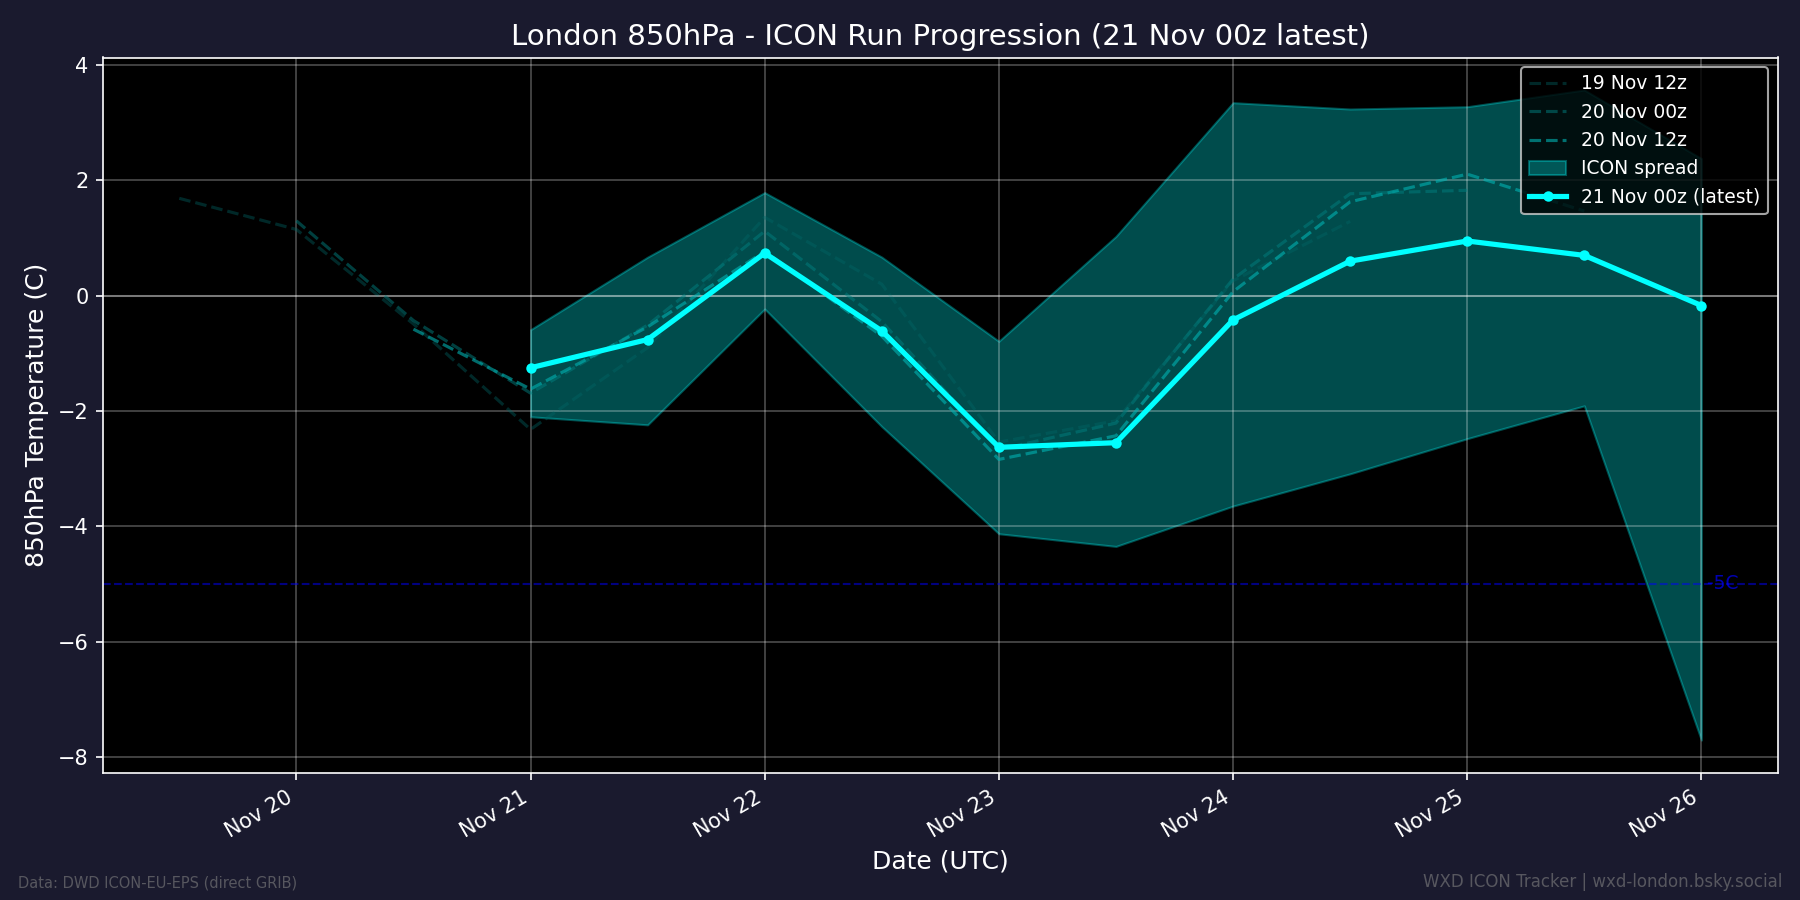 London 850hPa - ICON Run Progression (21 Nov 00z latest)
19 Nov 12z
20 Nov 00z
20 Nov 12z
ICON spread
21 Nov 00z (latest)
850hPa Temperature (C)
4
2
0
−2
−4
−6
−8
-5C
Nov 20
Nov 21
Nov 22
Nov 23
Nov 24
Nov 25
Nov 26
Date (UTC)
Data: DWD ICON-EU-EPS (direct GRIB)
WXD ICON Tracker | wxd-london.bsky.social